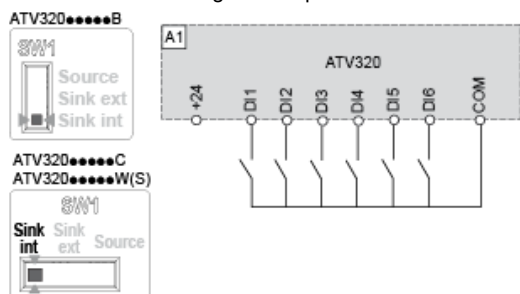 ATV320●●●●●B
SW1
Source
Sink ext
Sink int
A1
ATV320
+24
DI1
DI2
DI3
DI4
DI5
DI6
COM
ATV320●●●●●C
ATV320●●●●●W(S)
SW1
Sink int
Sink ext
Source